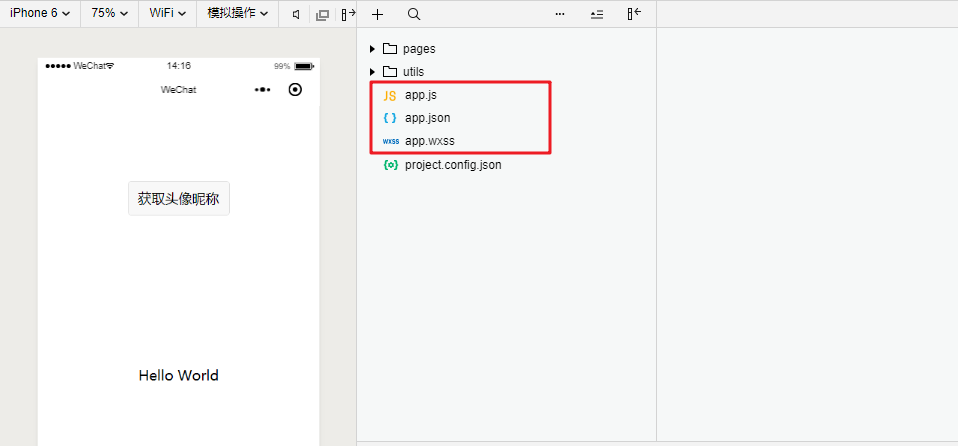 iPhone 6 75% WiFi 模拟操作
WeChat 14:16 99%
WeChat
获取头像昵称
Hello World
pages
utils
JS app.js
{ } app.json
wxss app.wxss
{o} project.config.json